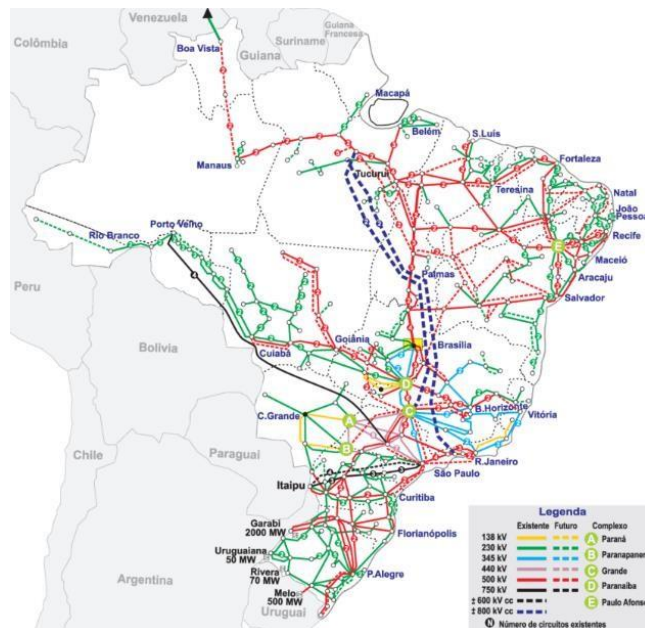 Venezuela
Colômbia
Boa Vista
Guiana
Suriname
Guiana
Francesa
Macapá
Belém
S.Luís
Fortaleza
Manaus
Tucuruí
Teresina
Natal
João
Pessoa
Recife
Maceió
Aracaju
Salvador
Rio Branco
Porto Velho
Peru
Palmas
Bolivia
Cuiabá
Goiânia
Brasília
B.Horizonte
Vitória
C.Grande
Chile
Paraguai
R.Janeiro
São Paulo
Itaipu
Curitiba
Garabi
2000 MW
Florianópolis
Uruguaiana
50 MW
Rivera
70 MW
P.Alegre
Melo
500 MW
Argentina
Uruguai
A
B
C
D
E
Legenda
Existente Futuro Complexo
138 kV A Paraná
230 kV B Paranapanema
345 kV C Grande
440 kV D Paranaíba
500 kV E Paulo Afonso
750 kV
± 600 kV cc
± 800 kV cc
N Número de circuitos existentes